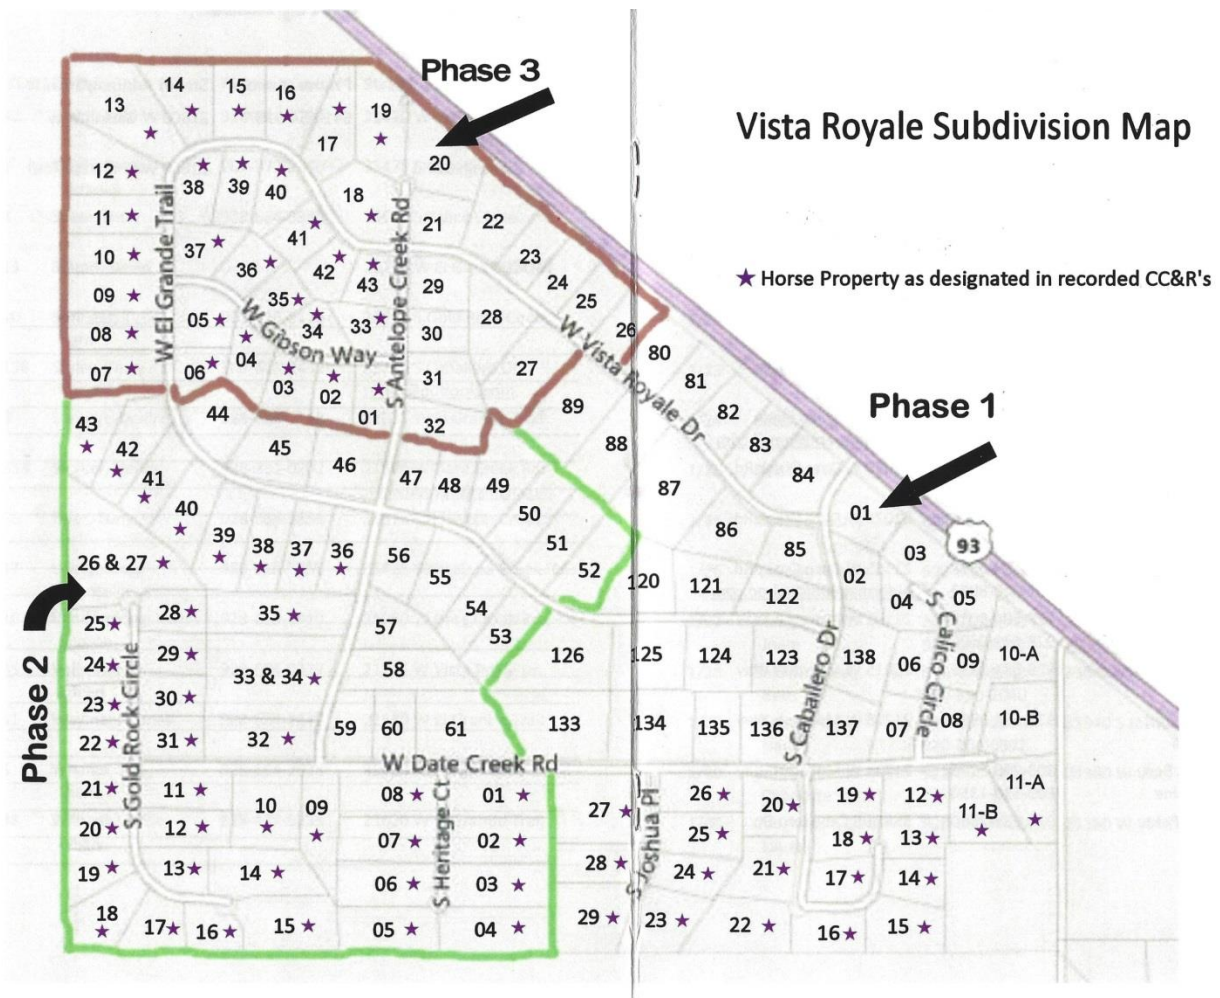 Phase 3
Vista Royale Subdivision Map
★ Horse Property as designated in recorded CC&R's
13 14 15 16 17 19
20
12 38 39 40 18
11 W El Grande Trail 41 S Antelope Creek Rd 21 22
10 37 36 42 43 23
09 35 29 24 25
08 05 W Gibson Way 34 33 30 28 W Vista Royale Dr 26
07 06 04 03 02 01 31 27
32
80 81 82 83 84
89 88 87 86 85
Phase 1
01 93
43 42 41 40 44 45 46 47 48 49 50 51 52
39 38 37 36 56 55 54 53
26 & 27
120 121 122 02 03 04 05
Phase 2
25 28 35 57
24 29 33 & 34 58 126 125 124 123 138 06 09 10-A
S Gold Rock Circle
S Caballero Dr
S Calico Circle
23 30
22 31 32 59 60 61 133 134 135 136 137 07 08 10-B
W Date Creek Rd
21 11 10 09 08 01 27 26 20 19 12 11-B 11-A
S Heritage Ct
S Joshua Pl
20 12 07 02 25 18 13
19 13 14 06 03 28 24 21 17 14
18 17 16 15 05 04 29 23 22 16 15